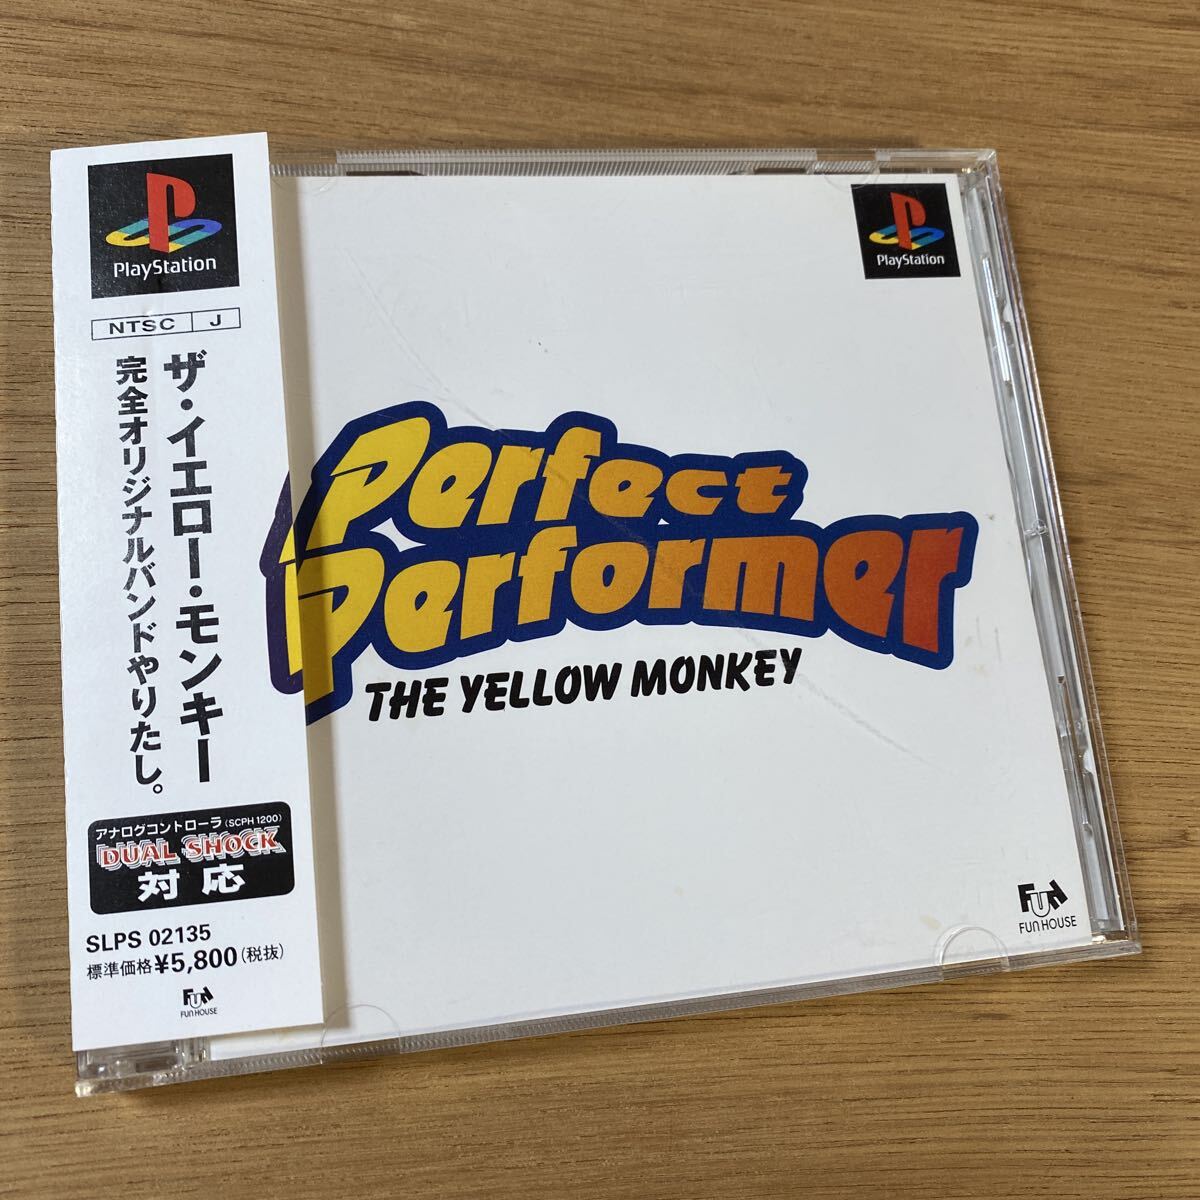 PlayStation
NTSC J
ザ・イエロー・モンキー
完全オリジナルバンドやりたし。
アナログコントローラ(SCPH 1200)
DUAL SHOCK
対応
SLPS 02135
標準価格¥5,800(税抜)
FUN
FUN HOUSE
PlayStation
Perfect
Performer
THE YELLOW MONKEY
FUN
FUN HOUSE